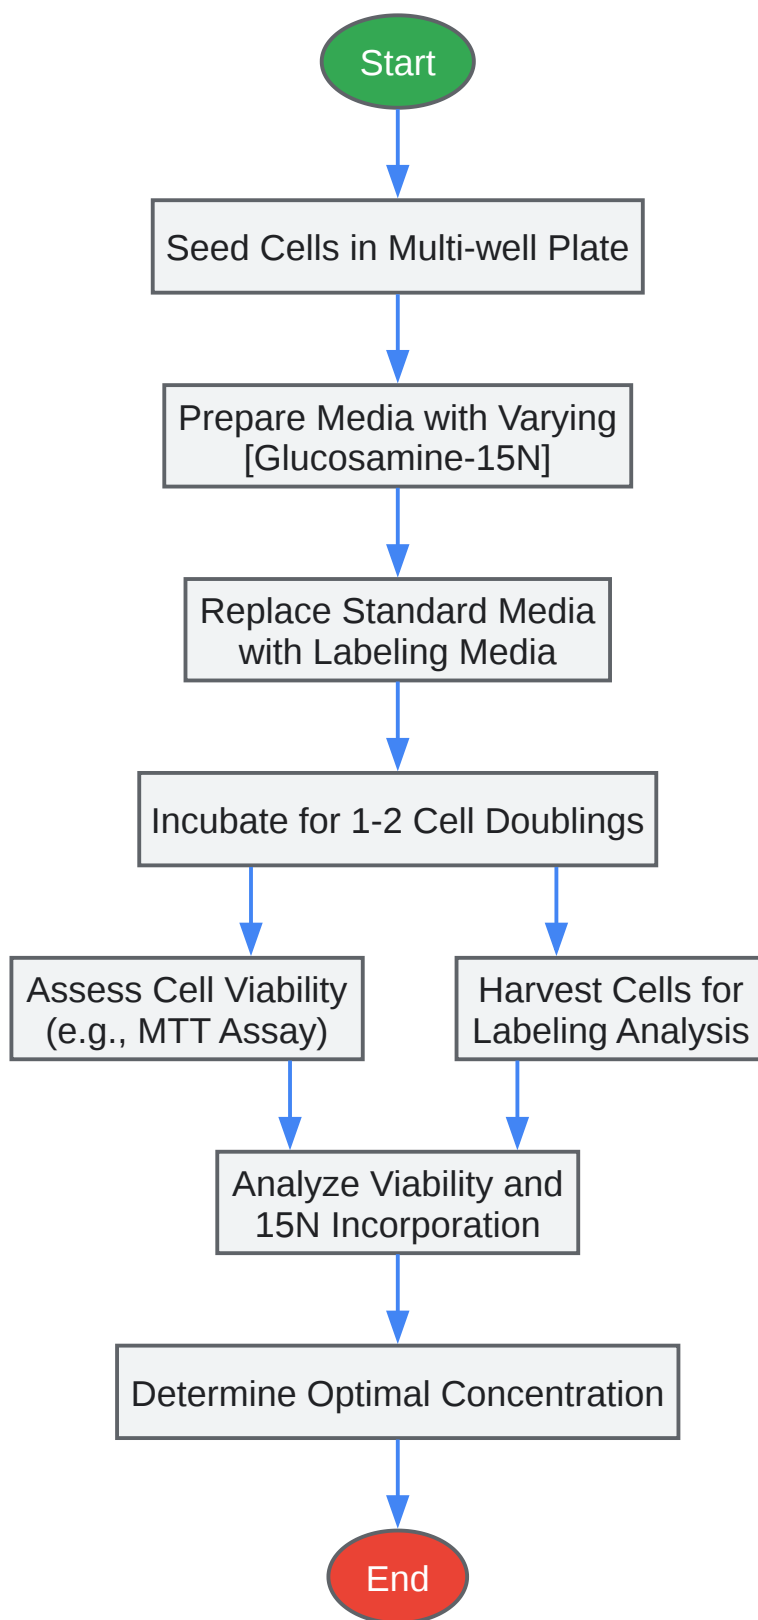 Start
Seed Cells in Multi-well Plate
Prepare Media with Varying
[Glucosamine-15N]
Replace Standard Media
with Labeling Media
Incubate for 1-2 Cell Doublings
Assess Cell Viability
(e.g., MTT Assay)
Harvest Cells for
Labeling Analysis
Analyze Viability and
15N Incorporation
Determine Optimal Concentration
End